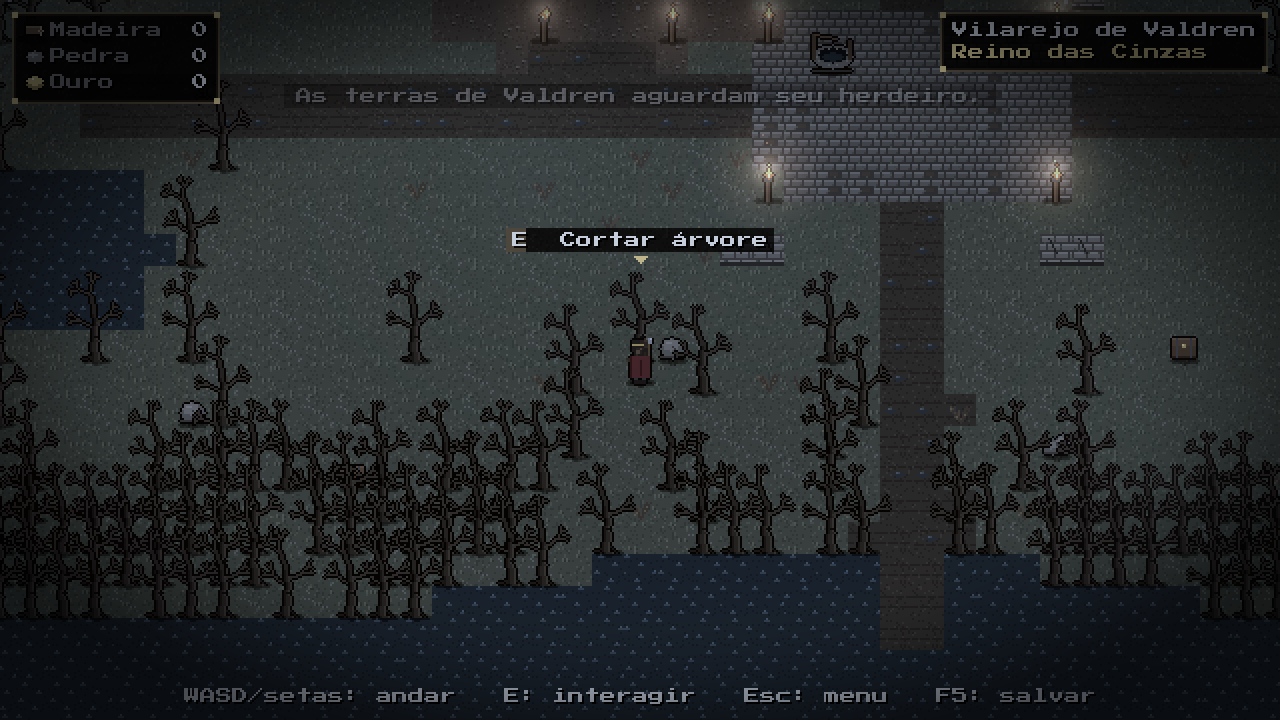 Madeira 0
Pedra 0
Ouro 0
Vilarejo de Valdren
Reino das Cinzas
As terras de Valdren aguardam seu herdeiro.
E Cortar árvore
WASD/setas: andar E: interagir Esc: menu F5: salvar